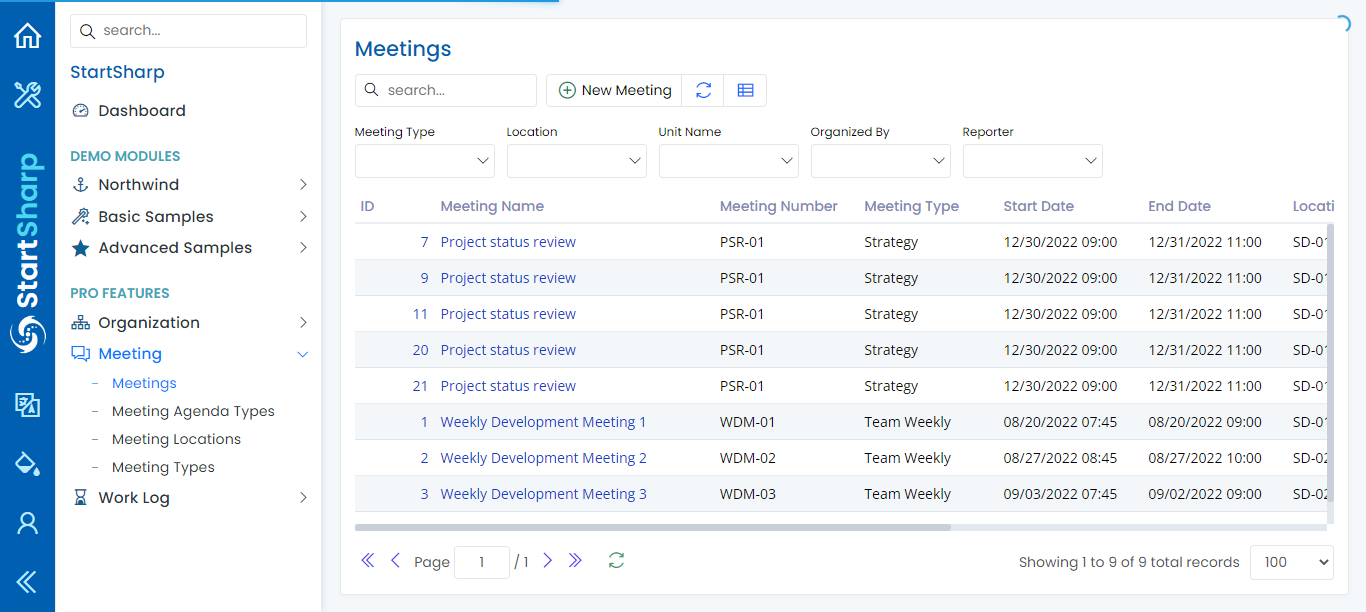 StartSharp
search...
StartSharp
Dashboard
DEMO MODULES
Northwind
Basic Samples
Advanced Samples
PRO FEATURES
Organization
Meeting
– Meetings
– Meeting Agenda Types
– Meeting Locations
– Meeting Types
Work Log
Meetings
search... New Meeting
Meeting Type Location Unit Name Organized By Reporter
ID Meeting Name Meeting Number Meeting Type Start Date End Date Locati
7 Project status review PSR-01 Strategy 12/30/2022 09:00 12/31/2022 11:00 SD-01
9 Project status review PSR-01 Strategy 12/30/2022 09:00 12/31/2022 11:00 SD-01
11 Project status review PSR-01 Strategy 12/30/2022 09:00 12/31/2022 11:00 SD-01
20 Project status review PSR-01 Strategy 12/30/2022 09:00 12/31/2022 11:00 SD-01
21 Project status review PSR-01 Strategy 12/30/2022 09:00 12/31/2022 11:00 SD-01
1 Weekly Development Meeting 1 WDM-01 Team Weekly 08/20/2022 07:45 08/20/2022 09:00 SD-01
2 Weekly Development Meeting 2 WDM-02 Team Weekly 08/27/2022 08:45 08/27/2022 10:00 SD-02
3 Weekly Development Meeting 3 WDM-03 Team Weekly 09/03/2022 07:45 09/02/2022 09:00 SD-02
Page 1 / 1 Showing 1 to 9 of 9 total records 100